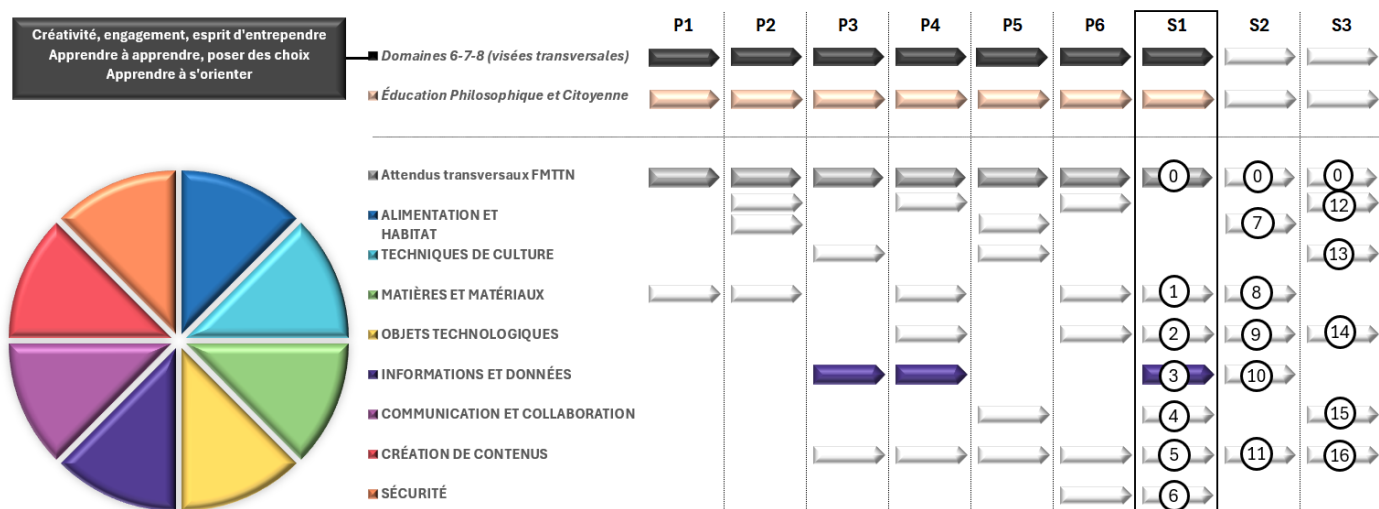 Créativité, engagement, esprit d'entrependre
Apprendre à apprendre, poser des choix
Apprendre à s'orienter
P1 P2 P3 P4 P5 P6 S1 S2 S3
Domaines 6-7-8 (visées transversales)
Éducation Philosophique et Citoyenne
Attendus transversaux FMTTN 0 0 0
12
ALIMENTATION ET
HABITAT
7
TECHNIQUES DE CULTURE 13
MATIÈRES ET MATÉRIAUX 1 8
OBJETS TECHNOLOGIQUES 2 9 14
INFORMATIONS ET DONNÉES 3 10
COMMUNICATION ET COLLABORATION 4 15
CRÉATION DE CONTENUS 5 11 16
SÉCURITÉ 6